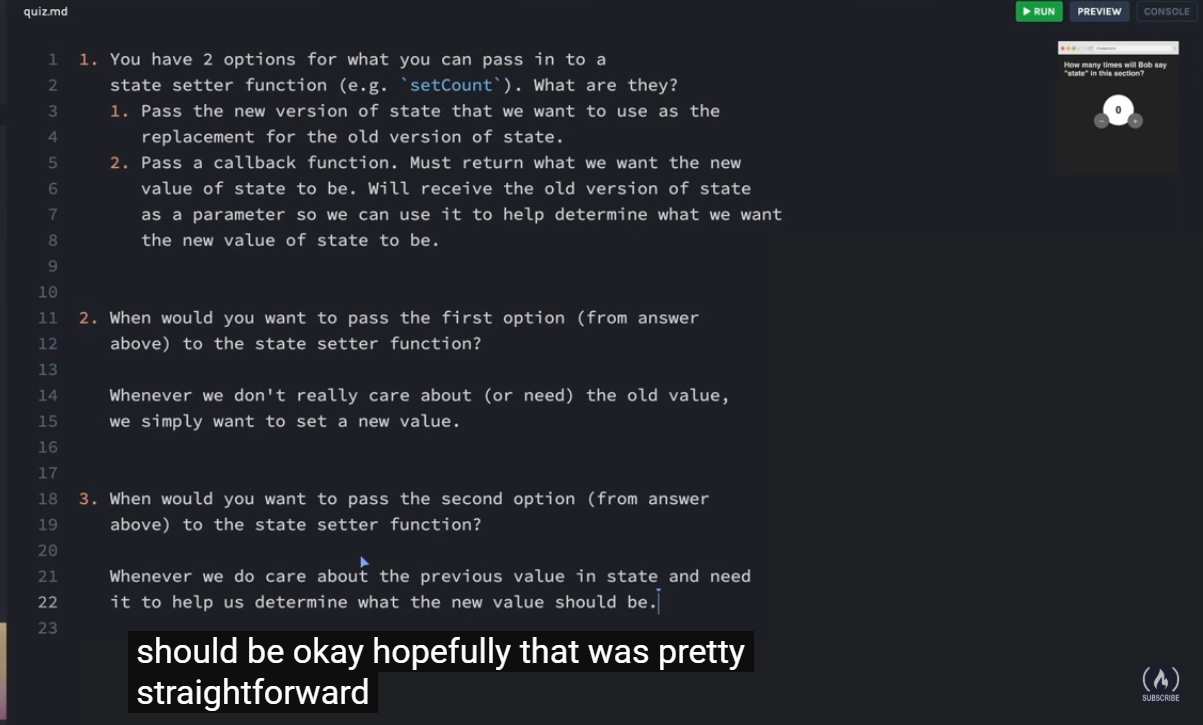 quiz.md
RUN
PREVIEW
CONSOLE
1 1. You have 2 options for what you can pass in to a
2 state setter function (e.g. `setCount`). What are they?
3 1. Pass the new version of state that we want to use as the
4 replacement for the old version of state.
5 2. Pass a callback function. Must return what we want the new
6 value of state to be. Will receive the old version of state
7 as a parameter so we can use it to help determine what we want
8 the new value of state to be.
9
10
11 2. When would you want to pass the first option (from answer
12 above) to the state setter function?
13
14 Whenever we don't really care about (or need) the old value,
15 we simply want to set a new value.
16
17
18 3. When would you want to pass the second option (from answer
19 above) to the state setter function?
20
21 Whenever we do care about the previous value in state and need
22 it to help us determine what the new value should be.
23
How many times will Bob say
"state" in this section?
0
should be okay hopefully that was pretty
straightforward
SUBSCRIBE